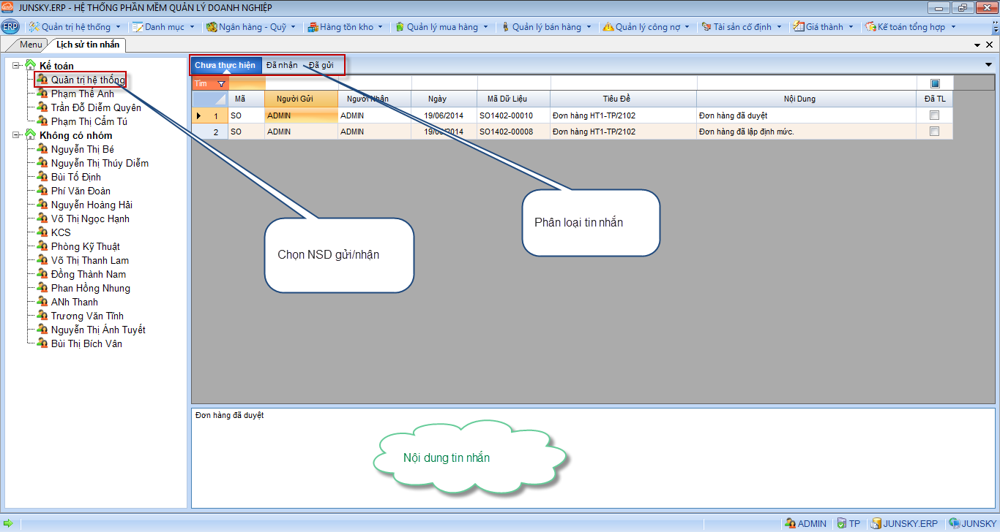 JUNSKY.ERP - HỆ THỐNG PHẦN MỀM QUẢN LÝ DOANH NGHIỆP
ERP Quản trị hệ thống Danh mục Ngân hàng - Quỹ Hàng tồn kho Quản lý mua hàng Quản lý bán hàng Quản lý công nợ Tài sản cố định Giá thành Kế toán tổng hợp
Menu Lịch sử tin nhắn
Kế toán
Quản trị hệ thống
Phạm Thế Anh
Trần Đỗ Diễm Quyên
Phạm Thị Cẩm Tú
Không có nhóm
Nguyễn Thị Bé
Nguyễn Thị Thúy Diễm
Bùi Tố Định
Phí Văn Đoàn
Nguyễn Hoàng Hải
Võ Thị Ngọc Hạnh
KCS
Phòng Kỹ Thuật
Võ Thị Thanh Lam
Đồng Thành Nam
Phan Hồng Nhung
ANh Thanh
Trương Văn Tĩnh
Nguyễn Thị Ánh Tuyết
Bùi Thị Bích Vân
Chưa thực hiện Đã nhận Đã gửi
Tìm
Mã Người Gửi Người Nhận Ngày Mã Dữ Liệu Tiêu Đề Nội Dung Đã TL
1 SO ADMIN ADMIN 19/06/2014 SO1402-00010 Đơn hàng HT1-TP/2102 Đơn hàng đã duyệt
2 SO ADMIN ADMIN 19/06/2014 SO1402-00008 Đơn hàng HT1-TP/2102 Đơn hàng đã lập định mức.
Phân loại tin nhắn
Chọn NSD gửi/nhận
Đơn hàng đã duyệt
Nội dung tin nhắn
ADMIN TP JUNSKY.ERP JUNSKY